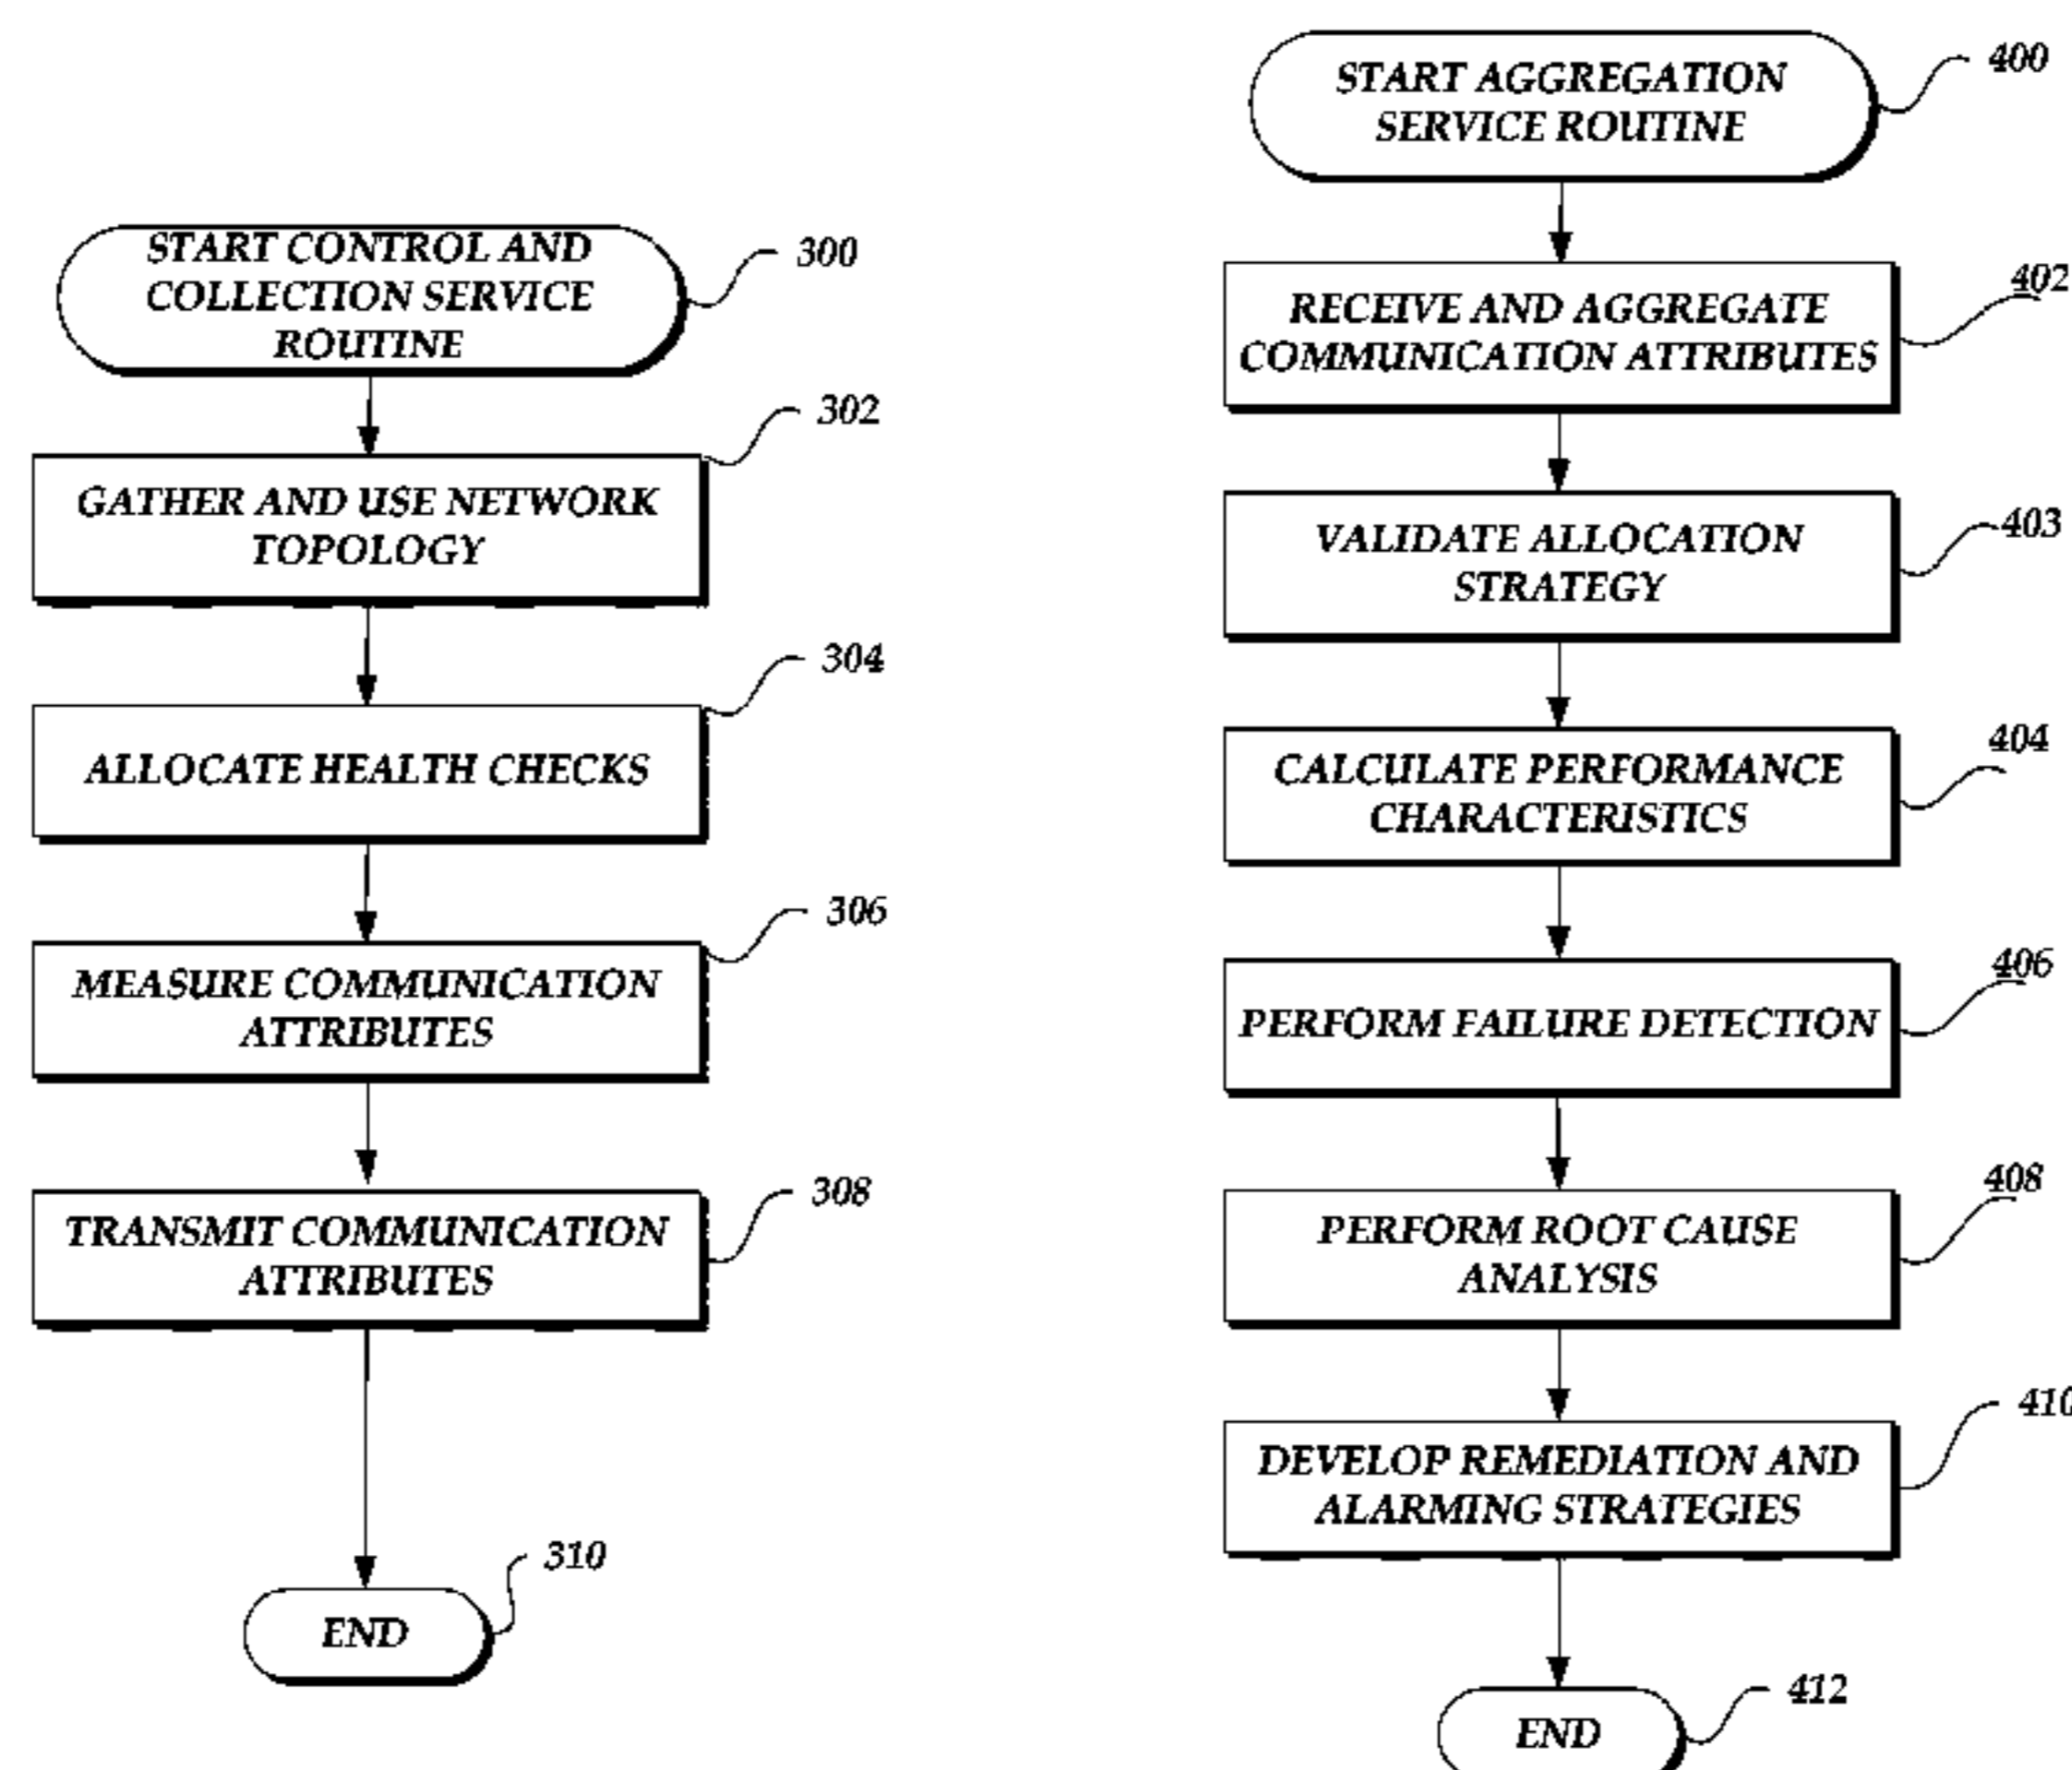 START CONTROL AND
COLLECTION SERVICE
ROUTINE
300
GATHER AND USE NETWORK
TOPOLOGY
302
ALLOCATE HEALTH CHECKS
304
MEASURE COMMUNICATION
ATTRIBUTES
306
TRANSMIT COMMUNICATION
ATTRIBUTES
308
END
310
START AGGREGATION
SERVICE ROUTINE
400
RECEIVE AND AGGREGATE
COMMUNICATION ATTRIBUTES
402
VALIDATE ALLOCATION
STRATEGY
403
CALCULATE PERFORMANCE
CHARACTERISTICS
404
PERFORM FAILURE DETECTION
406
PERFORM ROOT CAUSE
ANALYSIS
408
DEVELOP REMEDIATION AND
ALARMING STRATEGIES
410
END
412